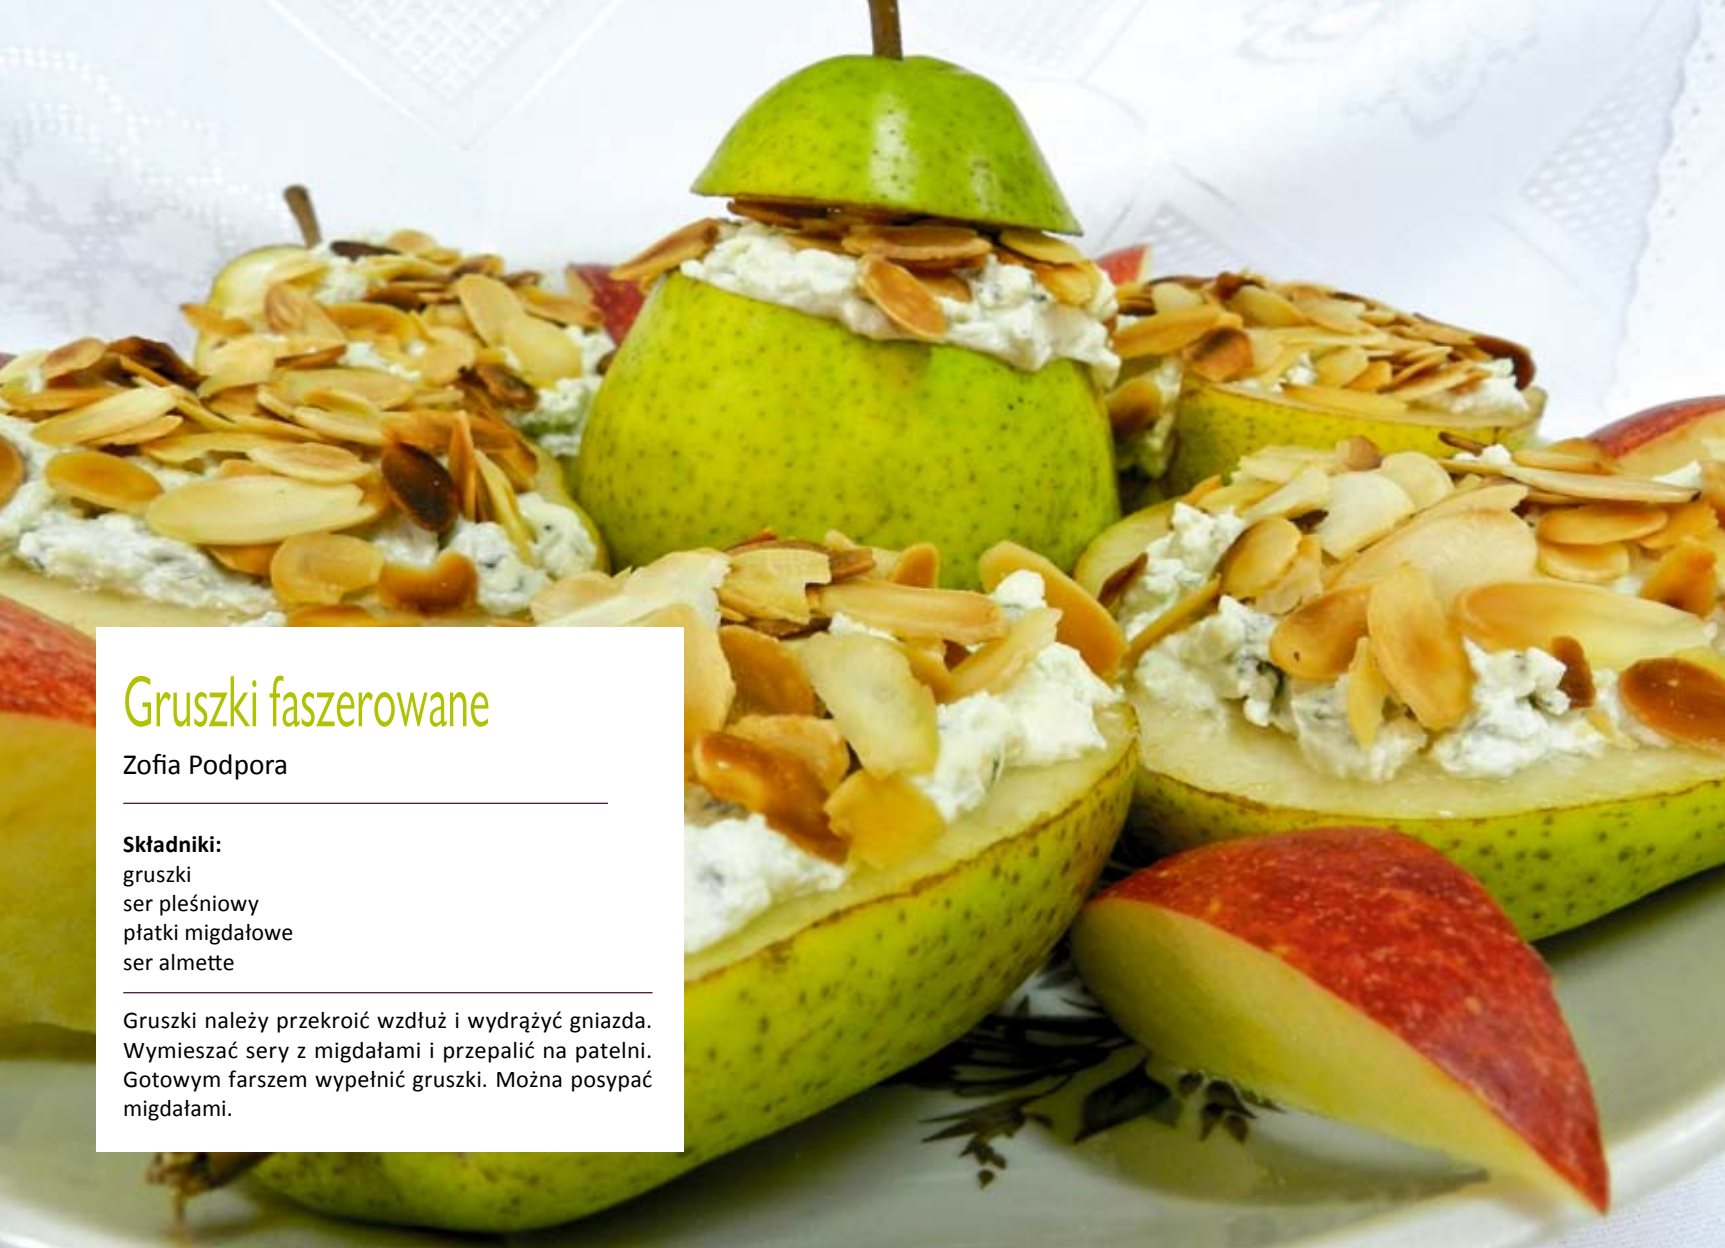 Gruszki faszerowane
Zofia Podpora
Składniki:
gruszki
ser pleśniowy
płatki migdałowe
ser almette
Gruszki należy przekroić wzdłuż i wydrążyć gniazda.
Wymieszać sery z migdałami i przepalić na patelni.
Gotowym farszem wypełnić gruszki. Można posypać
migdałami.